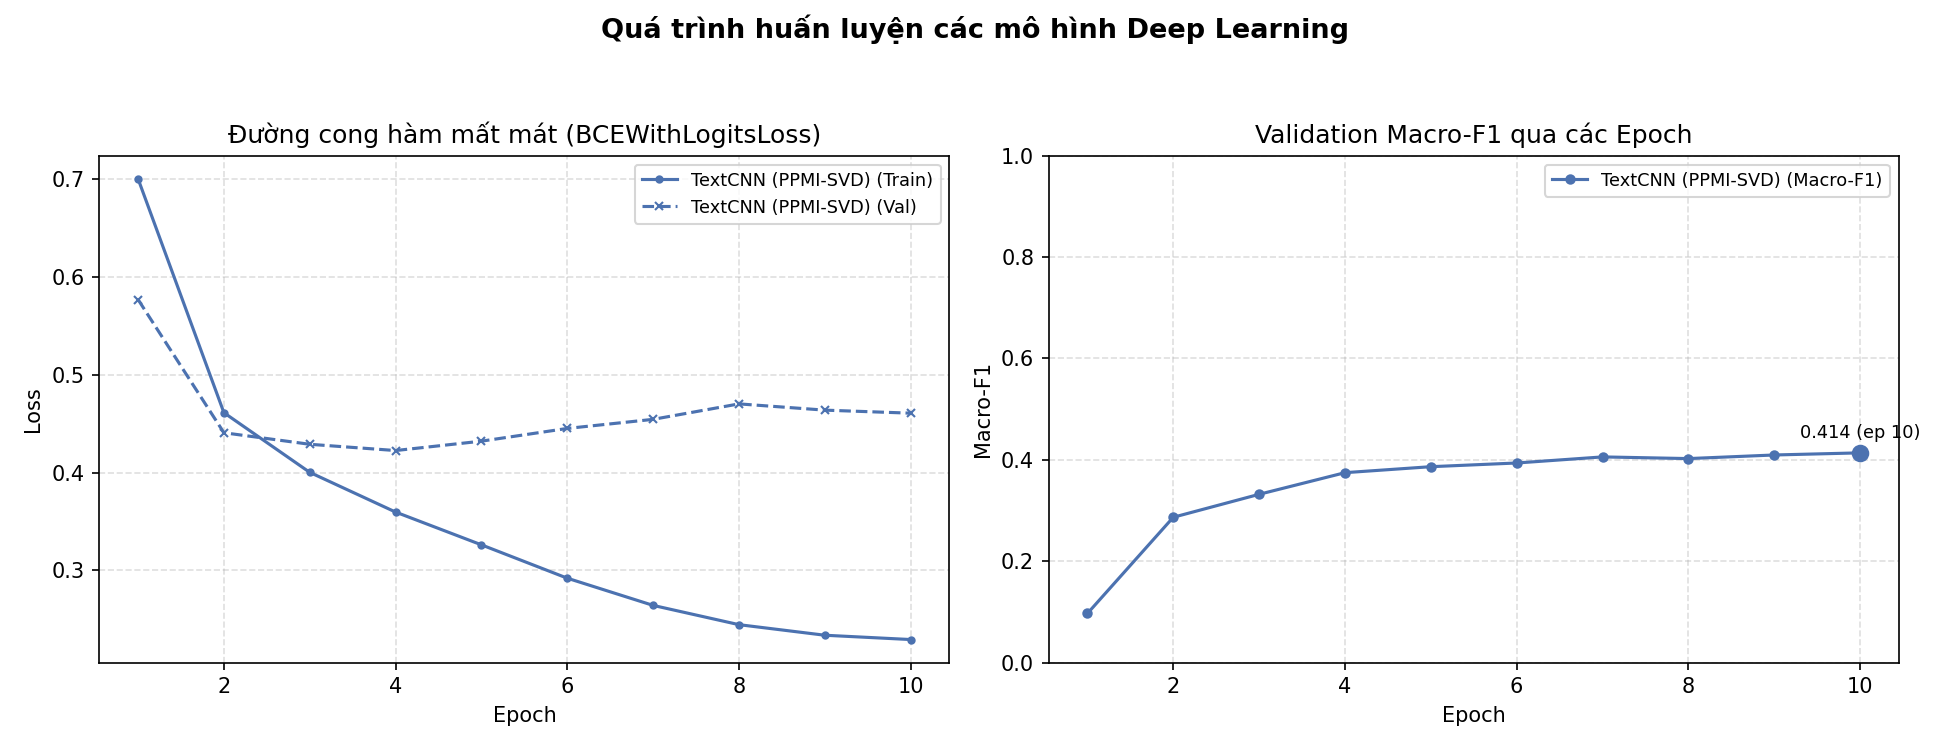 Quá trình huấn luyện các mô hình Deep Learning
Đường cong hàm mất mát (BCEWithLogitsLoss)
TextCNN (PPMI-SVD) (Train)
TextCNN (PPMI-SVD) (Val)
Loss
0.7
0.6
0.5
0.4
0.3
2 4 6 8 10
Epoch
Validation Macro-F1 qua các Epoch
TextCNN (PPMI-SVD) (Macro-F1)
Macro-F1
1.0
0.8
0.6
0.4
0.2
0.0
0.414 (ep 10)
2 4 6 8 10
Epoch